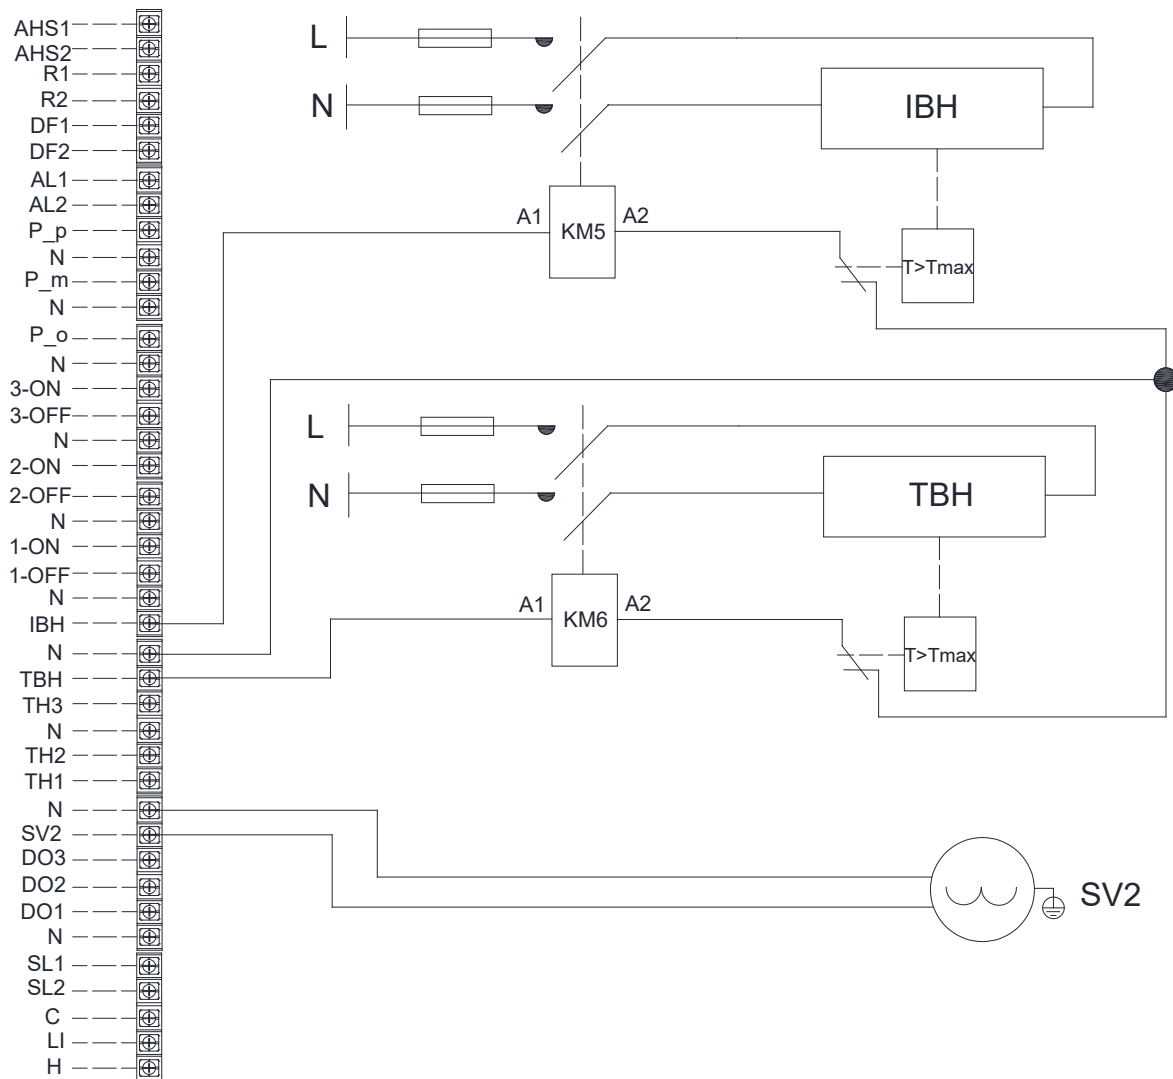 AHS1
AHS2
R1
R2
DF1
DF2
AL1
AL2
P_p
N
P_m
N
P_o
N
3-ON
3-OFF
N
2-ON
2-OFF
N
1-ON
1-OFF
N
IBH
N
TBH
TH3
N
TH2
TH1
N
SV2
DO3
DO2
DO1
N
SL1
SL2
C
LI
H
L
N
IBH
A1
KM5
A2
T>Tmax
L
N
TBH
A1
KM6
A2
T>Tmax
SV2